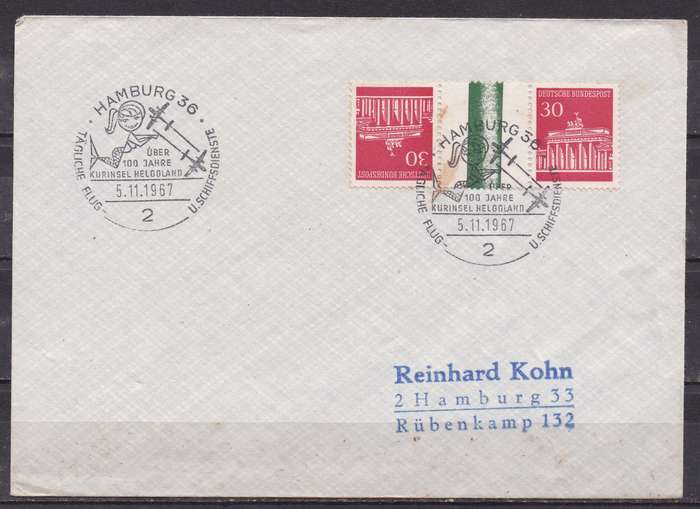 · HAMBURG 36 ·
ÜBER
100 JAHRE
KURINSEL HELGOLAND
5.11.1967
2
TÄGLICHE FLUG-
U. SCHIFFSDIENSTE
30
DEUTSCHE BUNDESPOST
DEUTSCHE BUNDESPOST
30
HAMBURG 36
ÜBER
100 JAHRE
KURINSEL HELGOLAND
5.11.1967
2
TÄGLICHE FLUG-
U. SCHIFFSDIENSTE
Reinhard Kohn
2 Hamburg 33
Rübenkamp 132